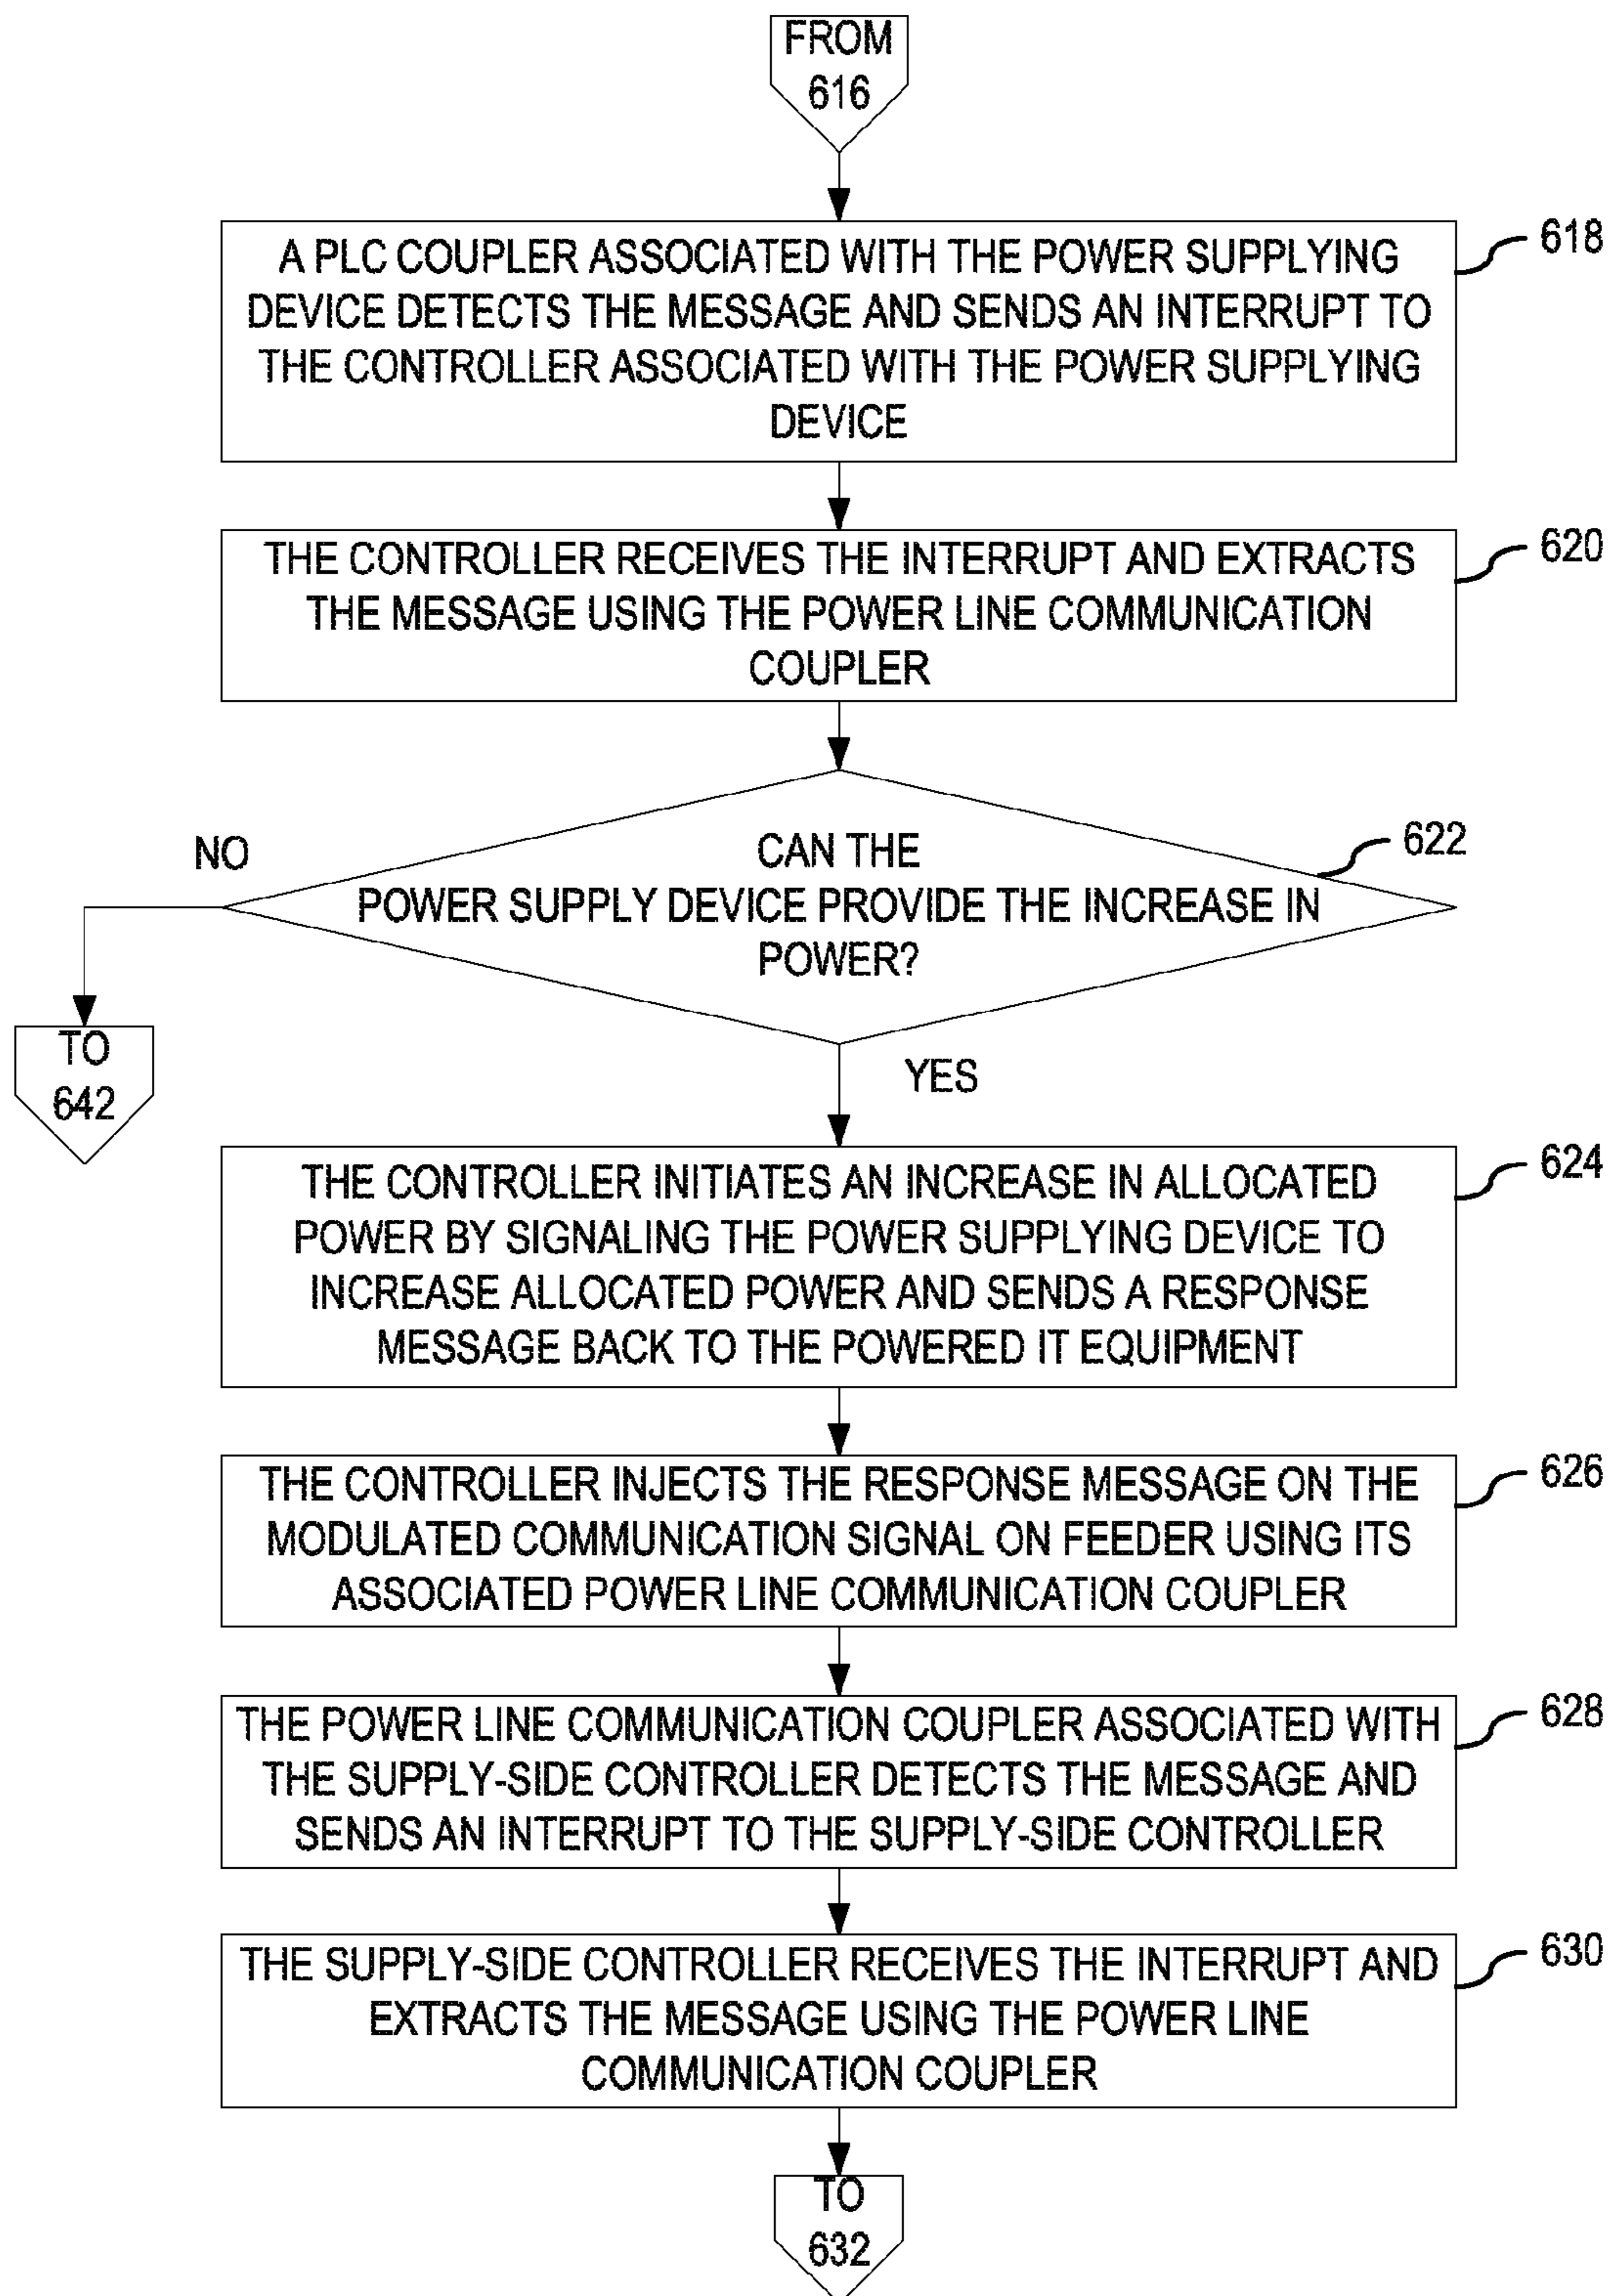 FROM
616
A PLC COUPLER ASSOCIATED WITH THE POWER SUPPLYING
DEVICE DETECTS THE MESSAGE AND SENDS AN INTERRUPT TO
THE CONTROLLER ASSOCIATED WITH THE POWER SUPPLYING
DEVICE
618
THE CONTROLLER RECEIVES THE INTERRUPT AND EXTRACTS
THE MESSAGE USING THE POWER LINE COMMUNICATION
COUPLER
620
CAN THE
POWER SUPPLY DEVICE PROVIDE THE INCREASE IN
POWER?
622
NO
TO
642
YES
THE CONTROLLER INITIATES AN INCREASE IN ALLOCATED
POWER BY SIGNALING THE POWER SUPPLYING DEVICE TO
INCREASE ALLOCATED POWER AND SENDS A RESPONSE
MESSAGE BACK TO THE POWERED IT EQUIPMENT
624
THE CONTROLLER INJECTS THE RESPONSE MESSAGE ON THE
MODULATED COMMUNICATION SIGNAL ON FEEDER USING ITS
ASSOCIATED POWER LINE COMMUNICATION COUPLER
626
THE POWER LINE COMMUNICATION COUPLER ASSOCIATED WITH
THE SUPPLY-SIDE CONTROLLER DETECTS THE MESSAGE AND
SENDS AN INTERRUPT TO THE SUPPLY-SIDE CONTROLLER
628
THE SUPPLY-SIDE CONTROLLER RECEIVES THE INTERRUPT AND
EXTRACTS THE MESSAGE USING THE POWER LINE
COMMUNICATION COUPLER
630
TO
632